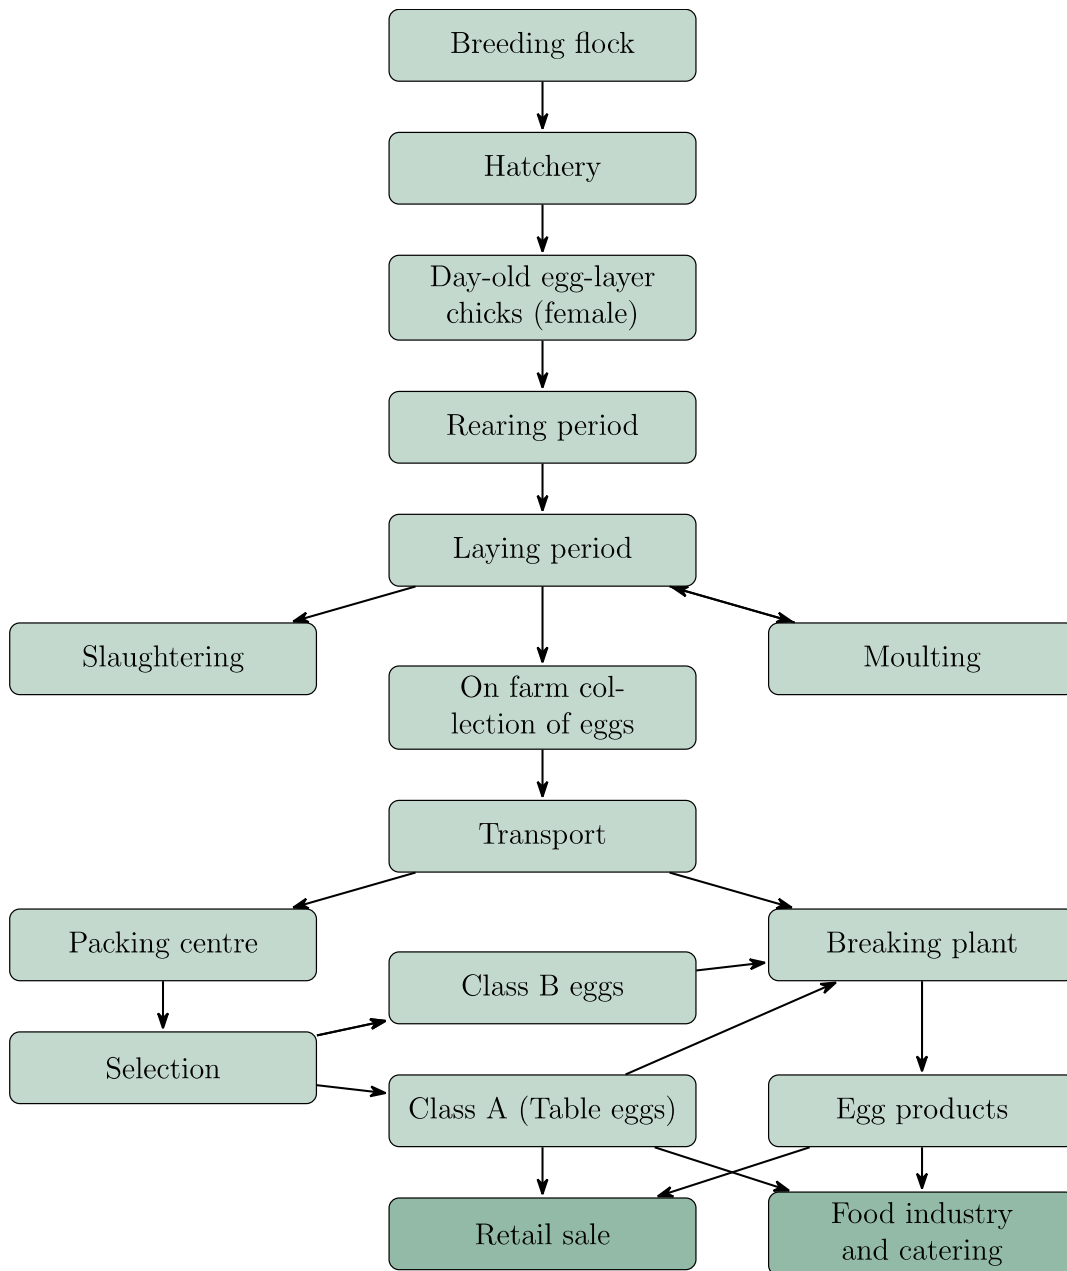 Breeding flock
Hatchery
Day-old egg-layer
chicks (female)
Rearing period
Laying period
Slaughtering
Moulting
On farm col-
lection of eggs
Transport
Packing centre
Breaking plant
Class B eggs
Selection
Class A (Table eggs)
Egg products
Retail sale
Food industry
and catering